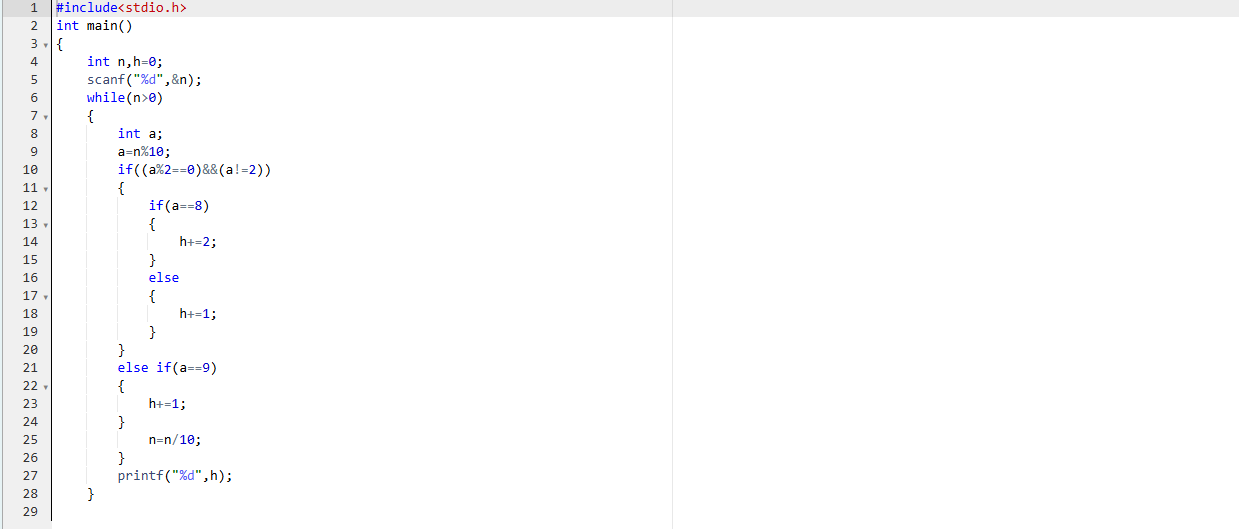 1 #include<stdio.h>
2 int main()
3 {
4     int n,h=0;
5     scanf("%d",&n);
6     while(n>0)
7     {
8         int a;
9         a=n%10;
10         if((a%2==0)&&(a!=2))
11         {
12             if(a==8)
13             {
14                 h+=2;
15             }
16             else
17             {
18                 h+=1;
19             }
20         }
21         else if(a==9)
22         {
23             h+=1;
24         }
25             n=n/10;
26         }
27         printf("%d",h);
28     }
29